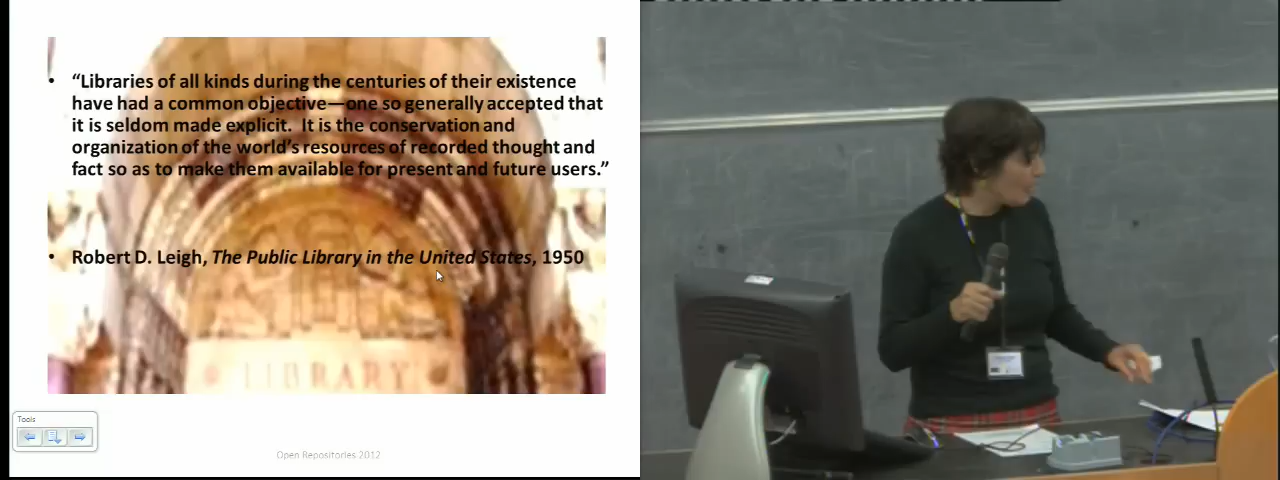 • “Libraries of all kinds during the centuries of their existence
have had a common objective—one so generally accepted that
it is seldom made explicit.  It is the conservation and
organization of the world’s resources of recorded thought and
fact so as to make them available for present and future users.”
• Robert D. Leigh, The Public Library in the United States, 1950
LIBRARY
Tools
Open Repositories 2012